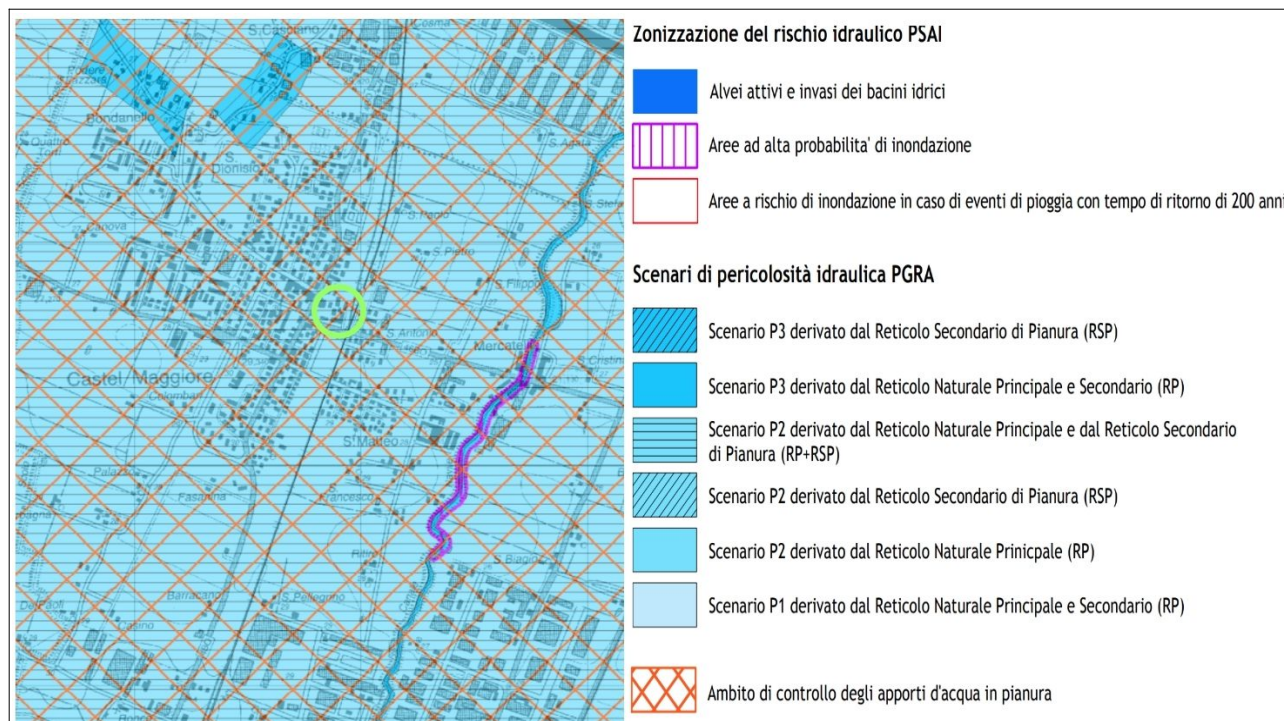 Zonizzazione del rischio idraulico PSAI
Alvei attivi e invasi dei bacini idrici
Aree ad alta probabilita' di inondazione
Aree a rischio di inondazione in caso di eventi di pioggia con tempo di ritorno di 200 anni
Scenari di pericolosità idraulica PGRA
Scenario P3 derivato dal Reticolo Secondario di Pianura (RSP)
Scenario P3 derivato dal Reticolo Naturale Principale e Secondario (RP)
Scenario P2 derivato dal Reticolo Naturale Principale e dal Reticolo Secondario
di Pianura (RP+RSP)
Scenario P2 derivato dal Reticolo Secondario di Pianura (RSP)
Scenario P2 derivato dal Reticolo Naturale Prinicpale (RP)
Scenario P1 derivato dal Reticolo Naturale Principale e Secondario (RP)
Ambito di controllo degli apporti d'acqua in pianura
S. Casciano
Bondanello
S. Dionisio
Canova
S. Paolo
S. Pietro
S. Filippo
S. Antonio
Castel Maggiore
S. Matteo
Fasanina
S. Biagio
Barracano
S. Pellegrino
Casino